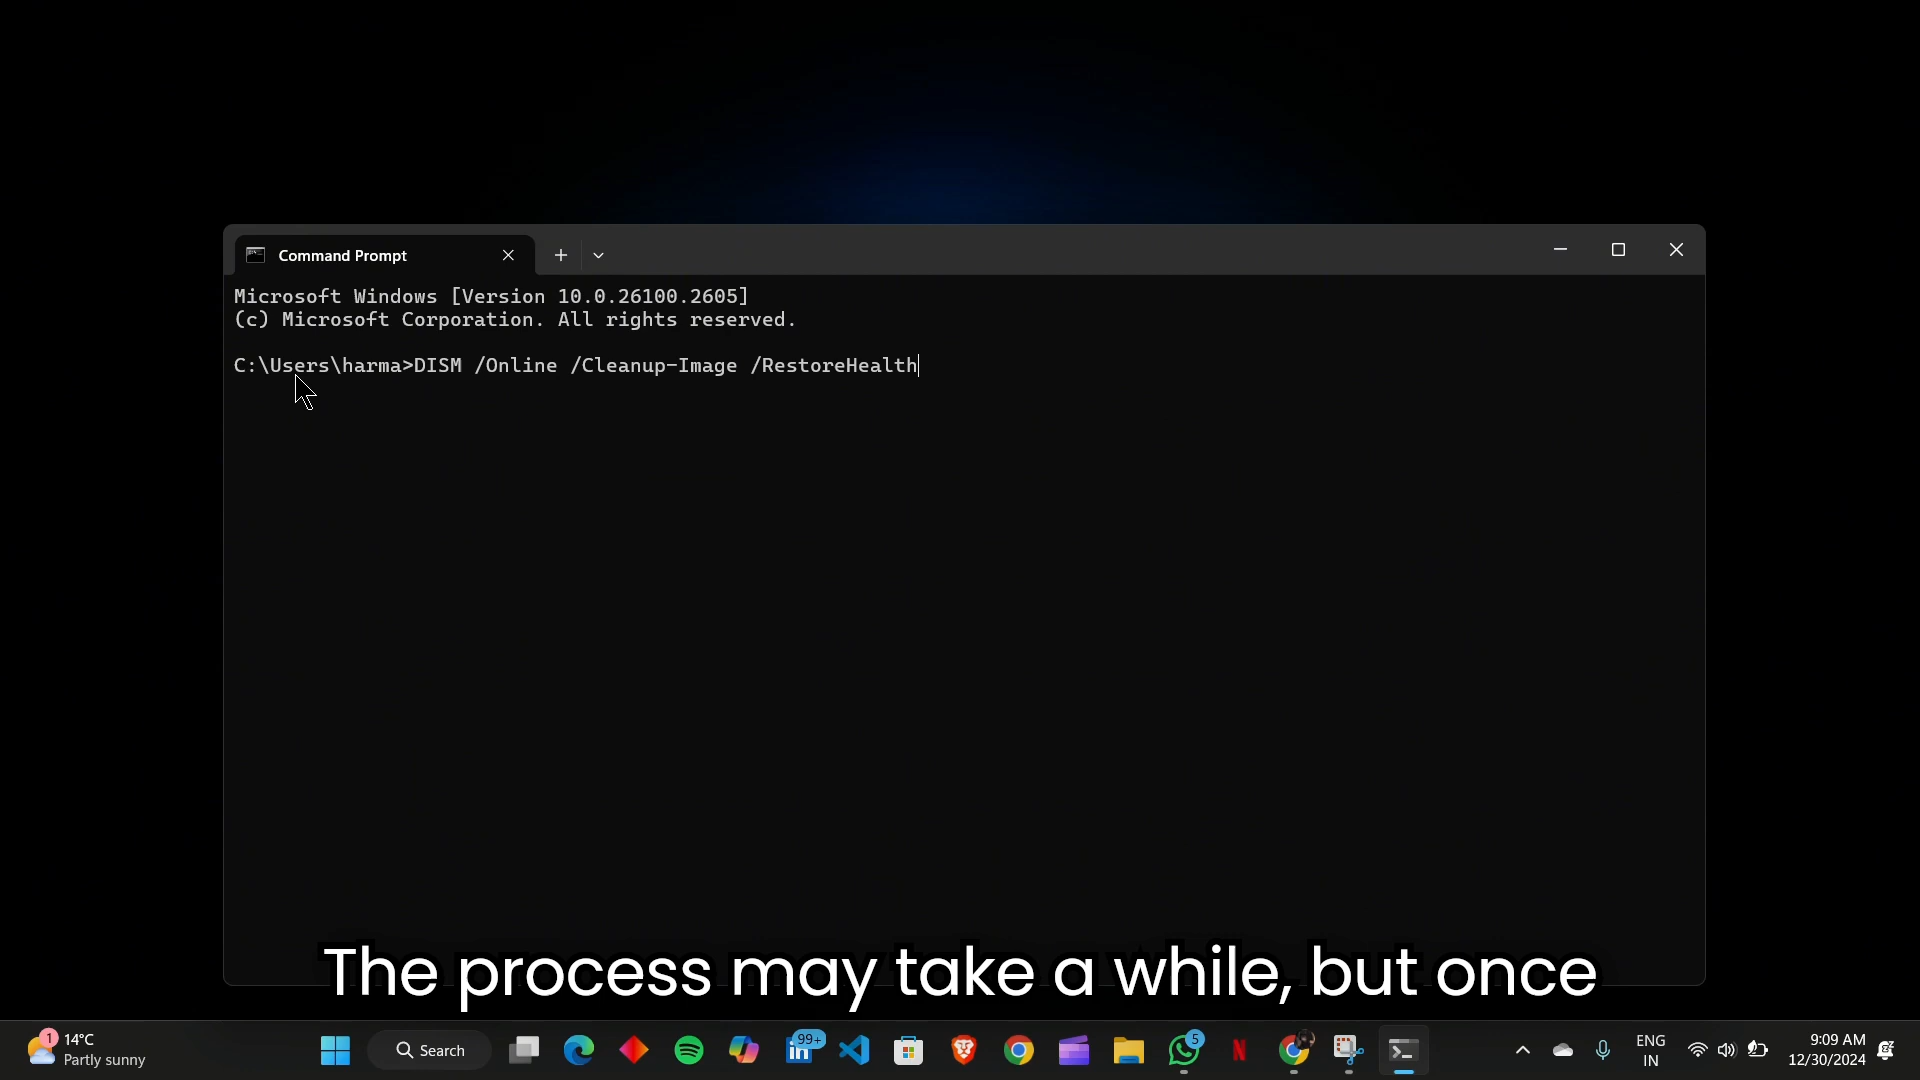 Command Prompt
Microsoft Windows [Version 10.0.26100.2605]
(c) Microsoft Corporation. All rights reserved.
C:\Users\harma>DISM /Online /Cleanup-Image /RestoreHealth
The process may take a while, but once
1
14°C
Partly sunny
Search
99+
in
5
N
ENG
IN
9:09 AM
12/30/2024